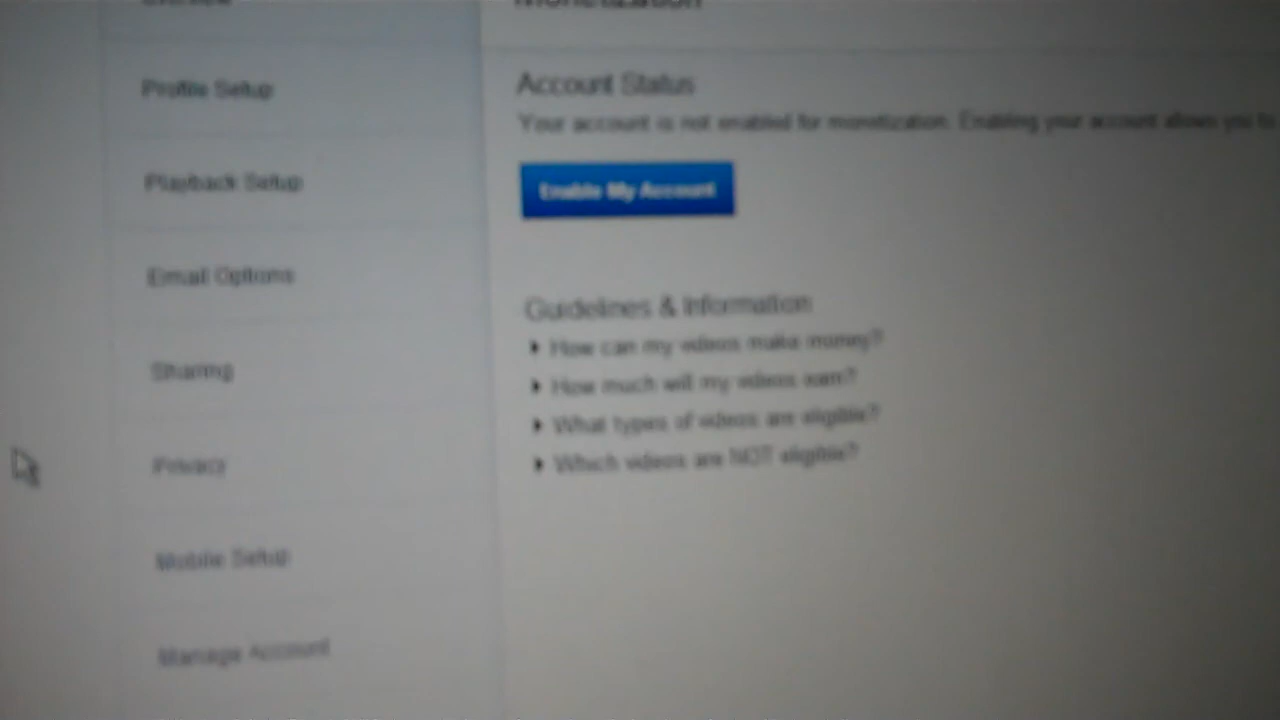 Overview
Profile Setup
Playback Setup
Email Options
Sharing
Privacy
Mobile Setup
Manage Account
Monetization
Account Status
Your account is not enabled for monetization. Enabling your account allows you to
Enable My Account
Guidelines & Information
How can my videos make money?
How much will my videos earn?
What types of videos are eligible?
Which videos are NOT eligible?